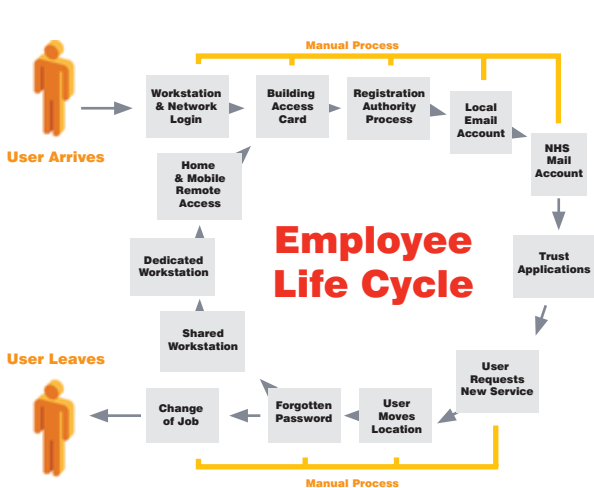 Manual Process
Workstation
& Network
Login
Building
Access
Card
Registration
Authority
Process
Local
Email
Account
NHS
Mail
Account
User Arrives
Home
& Mobile
Remote
Access
Employee
Life Cycle
Dedicated
Workstation
Trust
Applications
Shared
Workstation
User Leaves
User
Requests
New Service
Change
of Job
Forgotten
Password
User
Moves
Location
Manual Process